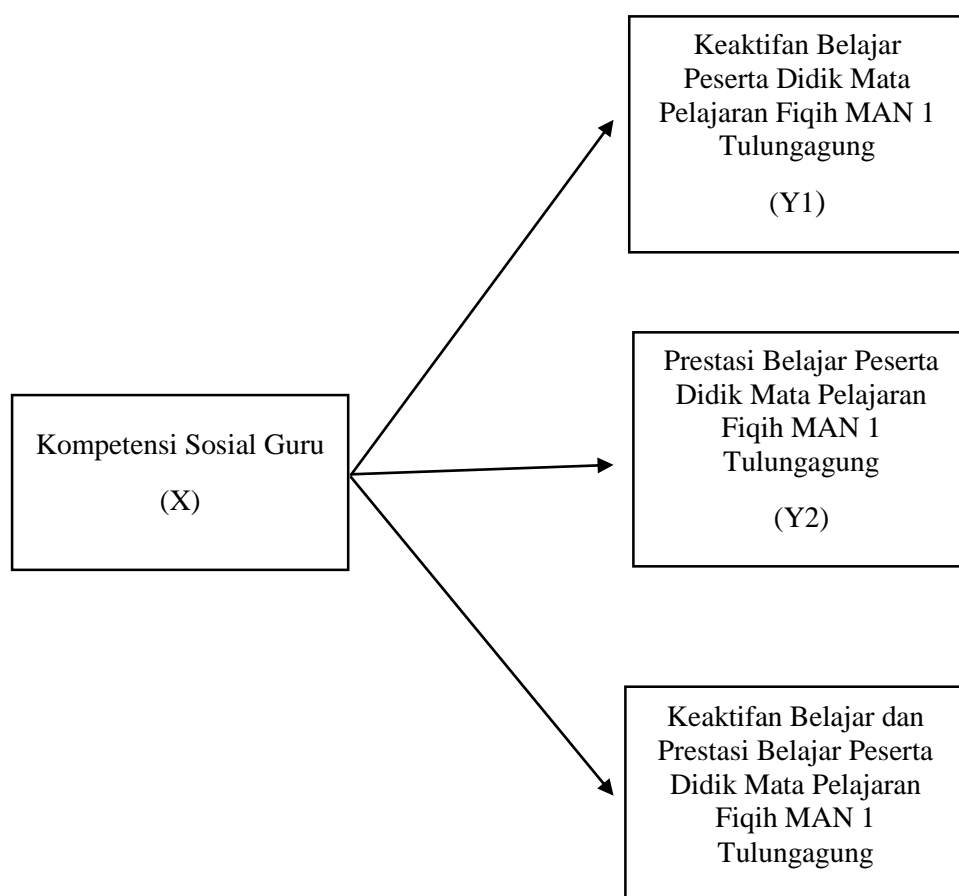 Keaktifan Belajar
Peserta Didik Mata
Pelajaran Fiqih MAN 1
Tulungagung
(Y1)
Prestasi Belajar Peserta
Didik Mata Pelajaran
Fiqih MAN 1
Tulungagung
(Y2)
Kompetensi Sosial Guru
(X)
Keaktifan Belajar dan
Prestasi Belajar Peserta
Didik Mata Pelajaran
Fiqih MAN 1
Tulungagung